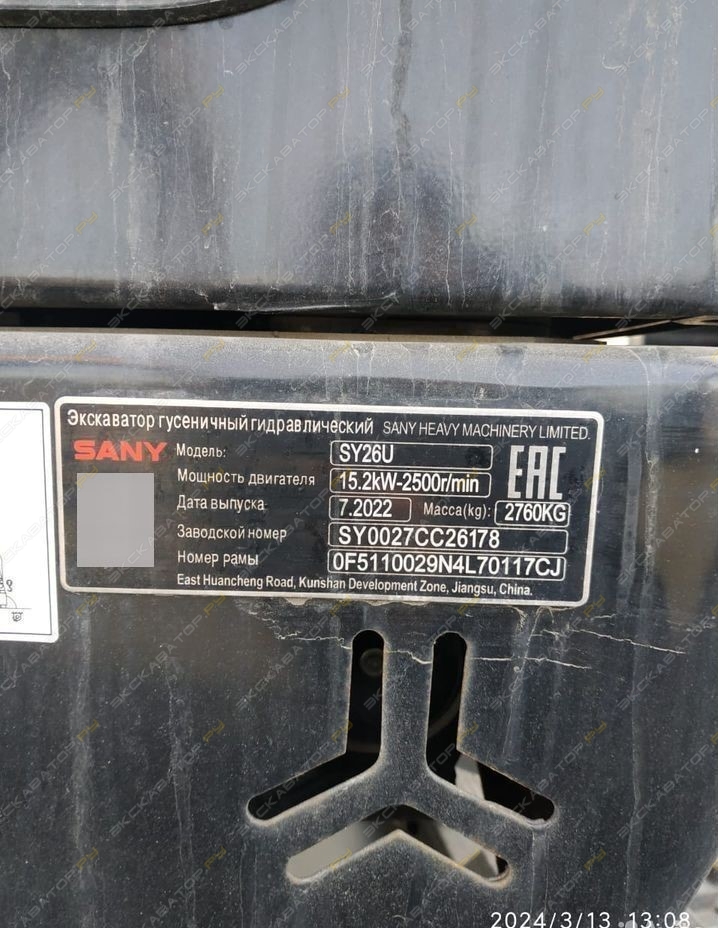 Экскаватор гусеничный гидравлический SANY HEAVY MACHINERY LIMITED.
SANY Модель: SY26U EAC
Мощность двигателя 15.2kW-2500r/min
Дата выпуска 7.2022 Масса(kg): 2760KG
Заводской номер SY0027CC26178
Номер рамы 0F5110029N4L70117CJ
East Huancheng Road, Kunshan Development Zone, Jiangsu, China.
2024/3/13 13:08
ЭКСКАВАТОР.РУ